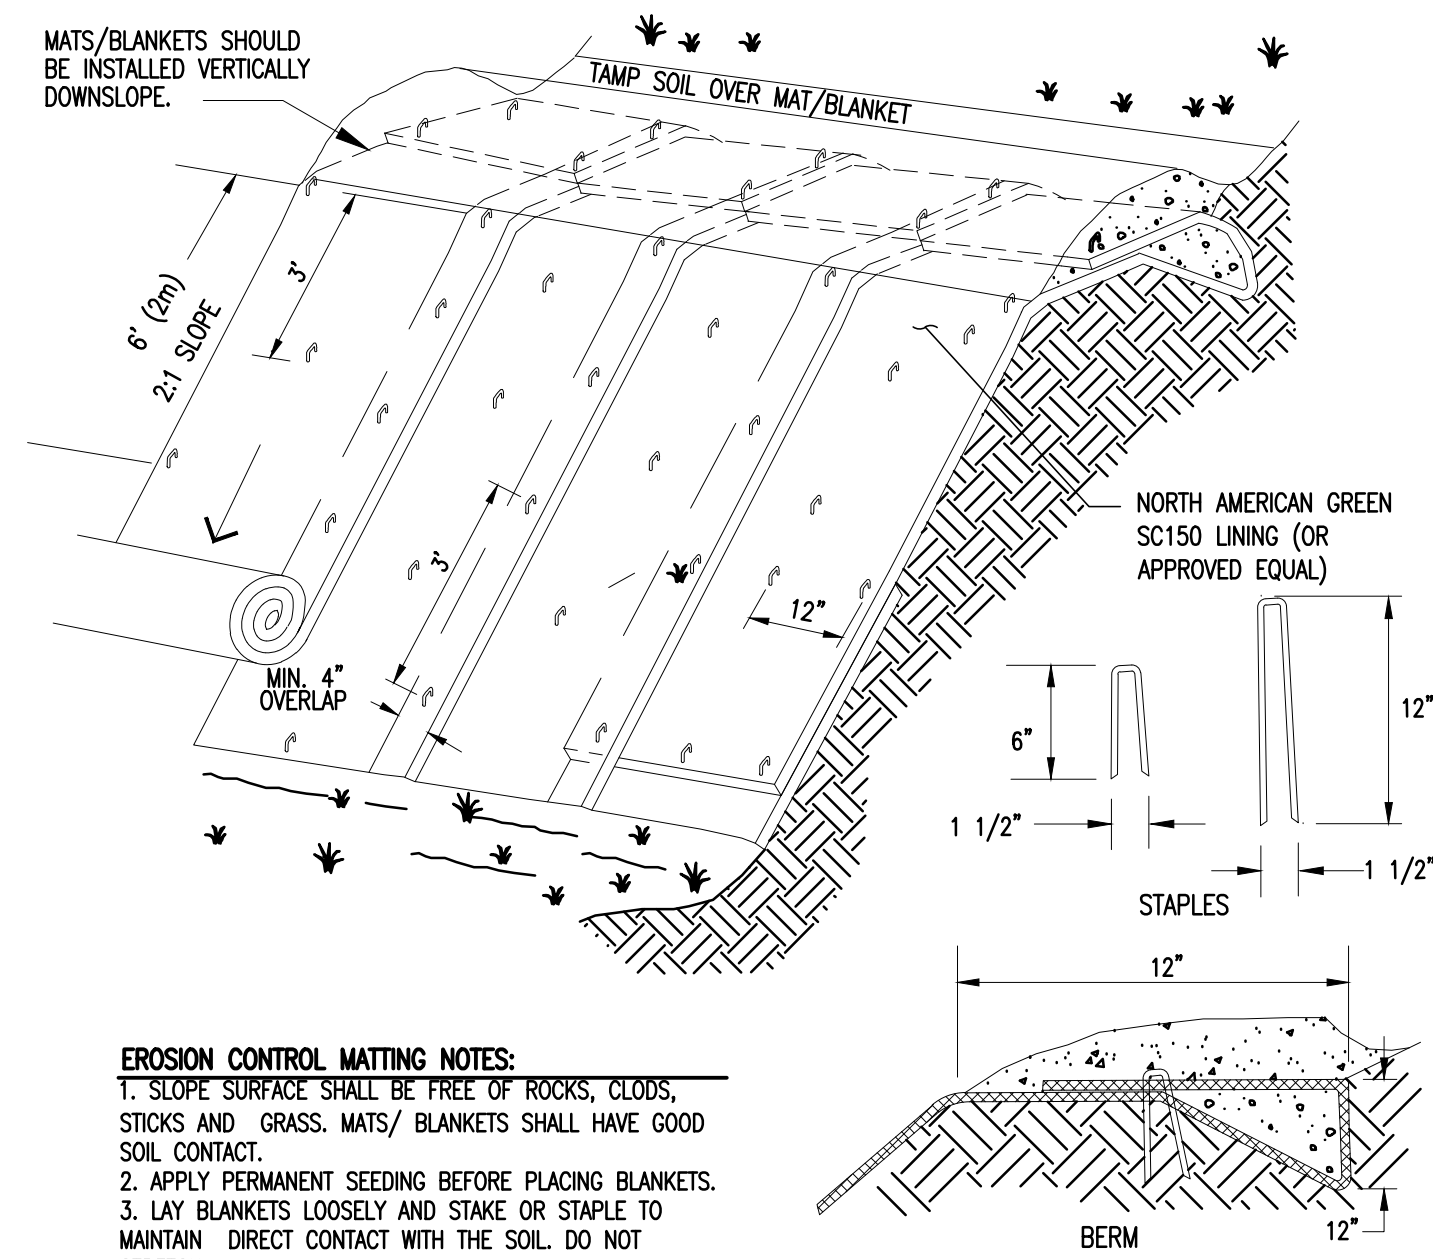 MATS/BLANKETS SHOULD
BE INSTALLED VERTICALLY
DOWNSLOPE.
TAMP SOIL OVER MAT/BLANKET
6' (2m)
2:1 SLOPE
3'
3'
12"
MIN. 4"
OVERLAP
NORTH AMERICAN GREEN
SC150 LINING (OR
APPROVED EQUAL)
6"
12"
1 1/2"
1 1/2"
STAPLES
12"
12"
BERM
EROSION CONTROL MATTING NOTES:
1. SLOPE SURFACE SHALL BE FREE OF ROCKS, CLODS,
STICKS AND GRASS. MATS/ BLANKETS SHALL HAVE GOOD
SOIL CONTACT.
2. APPLY PERMANENT SEEDING BEFORE PLACING BLANKETS.
3. LAY BLANKETS LOOSELY AND STAKE OR STAPLE TO
MAINTAIN DIRECT CONTACT WITH THE SOIL. DO NOT